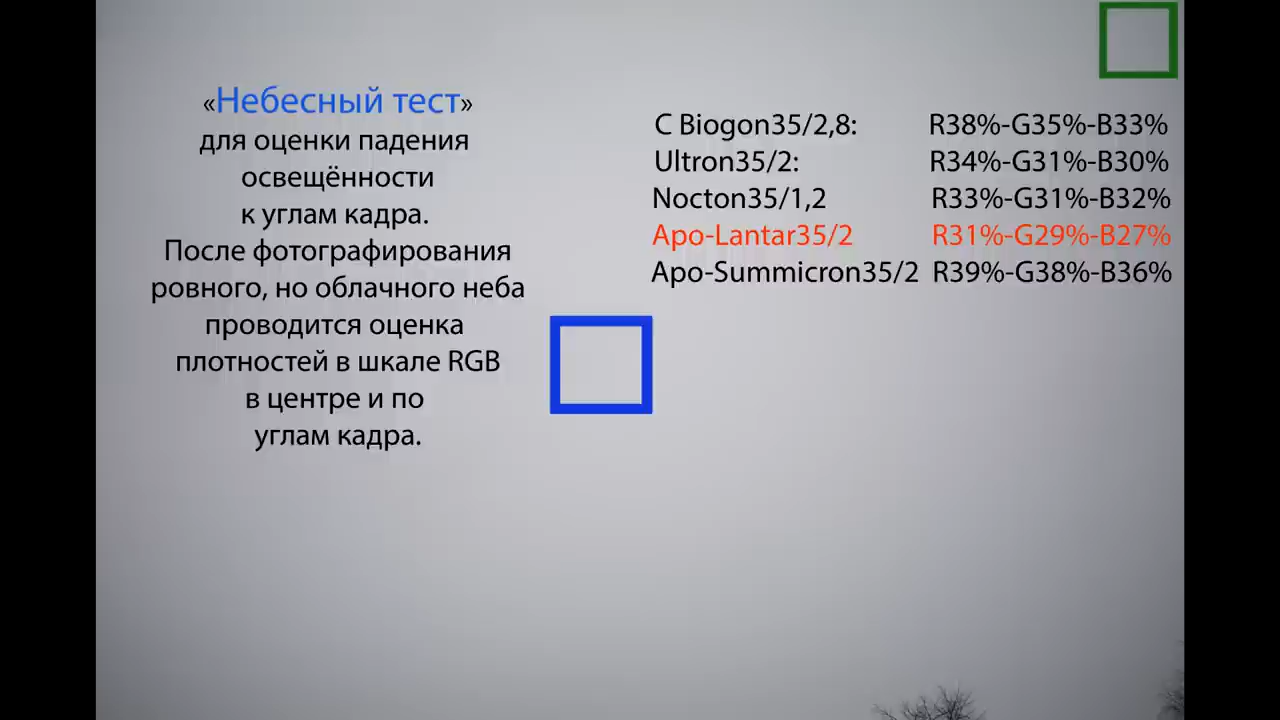 «Небесный тест»
для оценки падения
освещённости
к углам кадра.
После фотографирования
ровного, но облачного неба
проводится оценка
плотностей в шкале RGB
в центре и по
углам кадра.
C Biogon35/2,8: R38%-G35%-B33%
Ultron35/2: R34%-G31%-B30%
Nocton35/1,2 R33%-G31%-B32%
Apo-Lantar35/2 R31%-G29%-B27%
Apo-Summicron35/2 R39%-G38%-B36%